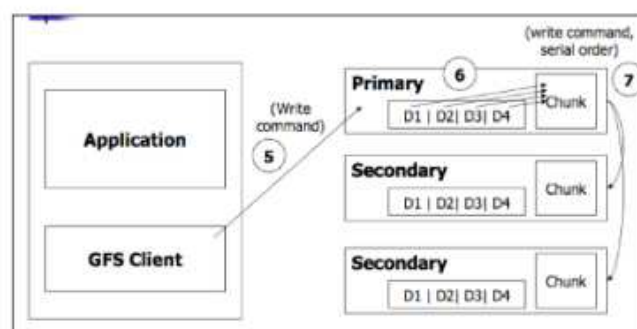 (write command,
serial order)
Primary
6
7
D1 | D2| D3| D4
Chunk
(Write
command)
5
Application
Secondary
D1 | D2| D3| D4
Chunk
GFS Client
Secondary
D1 | D2| D3| D4
Chunk